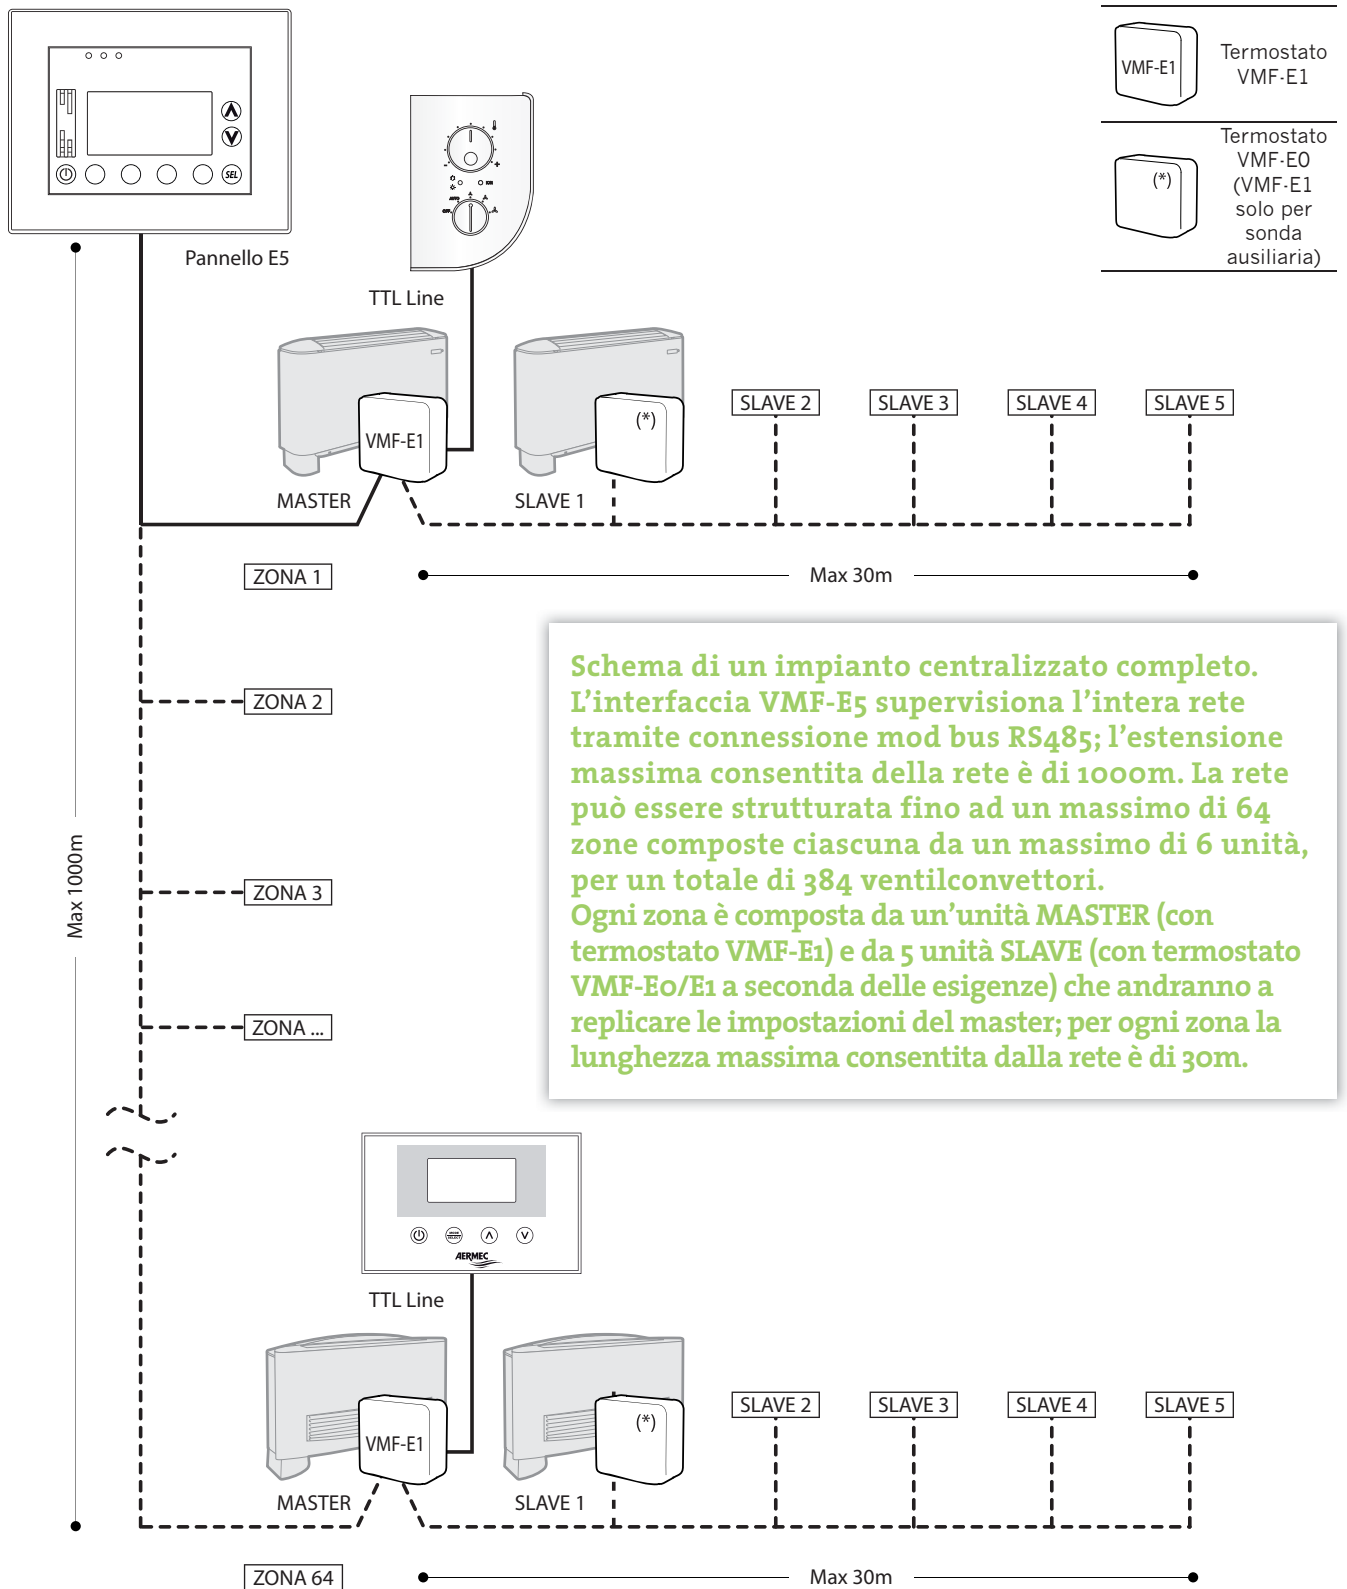 VMF-E1
Termostato
VMF-E1
(*)
Termostato
VMF-E0
(VMF-E1
solo per
sonda
ausiliaria)
SEL
Pannello E5
AUTO
OFF
TTL Line
VMF-E1
(*)
MASTER
SLAVE 1
SLAVE 2
SLAVE 3
SLAVE 4
SLAVE 5
ZONA 1
Max 30m
ZONA 2
ZONA 3
ZONA ...
Max 1000m
Schema di un impianto centralizzato completo.
L’interfaccia VMF-E5 supervisiona l’intera rete
tramite connessione mod bus RS485; l’estensione
massima consentita della rete è di 1000m. La rete
può essere strutturata fino ad un massimo di 64
zone composte ciascuna da un massimo di 6 unità,
per un totale di 384 ventilconvettori.
Ogni zona è composta da un’unità MASTER (con
termostato VMF-E1) e da 5 unità SLAVE (con termostato
VMF-E0/E1 a seconda delle esigenze) che andranno a
replicare le impostazioni del master; per ogni zona la
lunghezza massima consentita dalla rete è di 30m.
AERMEC
TTL Line
VMF-E1
(*)
MASTER
SLAVE 1
SLAVE 2
SLAVE 3
SLAVE 4
SLAVE 5
ZONA 64
Max 30m